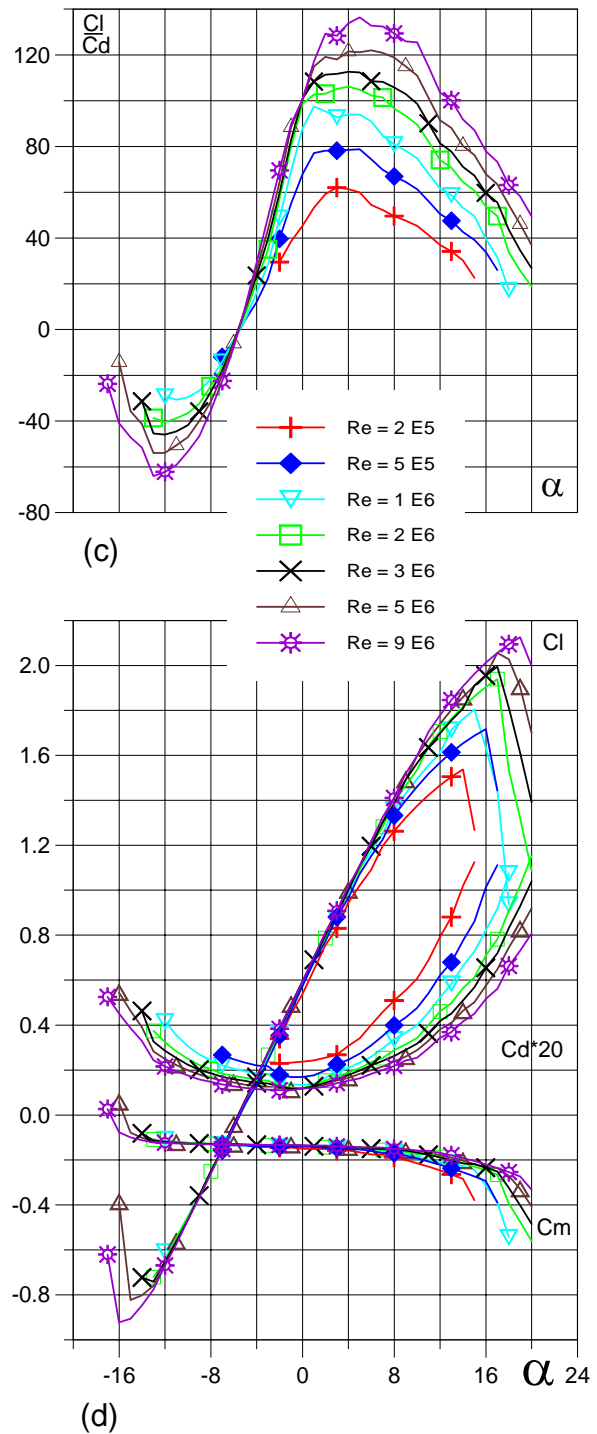 Cl
Cd
120
80
40
0
-40
-80
α
(c)
Re = 2 E5
Re = 5 E5
Re = 1 E6
Re = 2 E6
Re = 3 E6
Re = 5 E6
Re = 9 E6
Cl
2.0
1.6
1.2
0.8
0.4
Cd*20
0.0
-0.4
Cm
-0.8
-16 -8 0 8 16 α 24
(d)